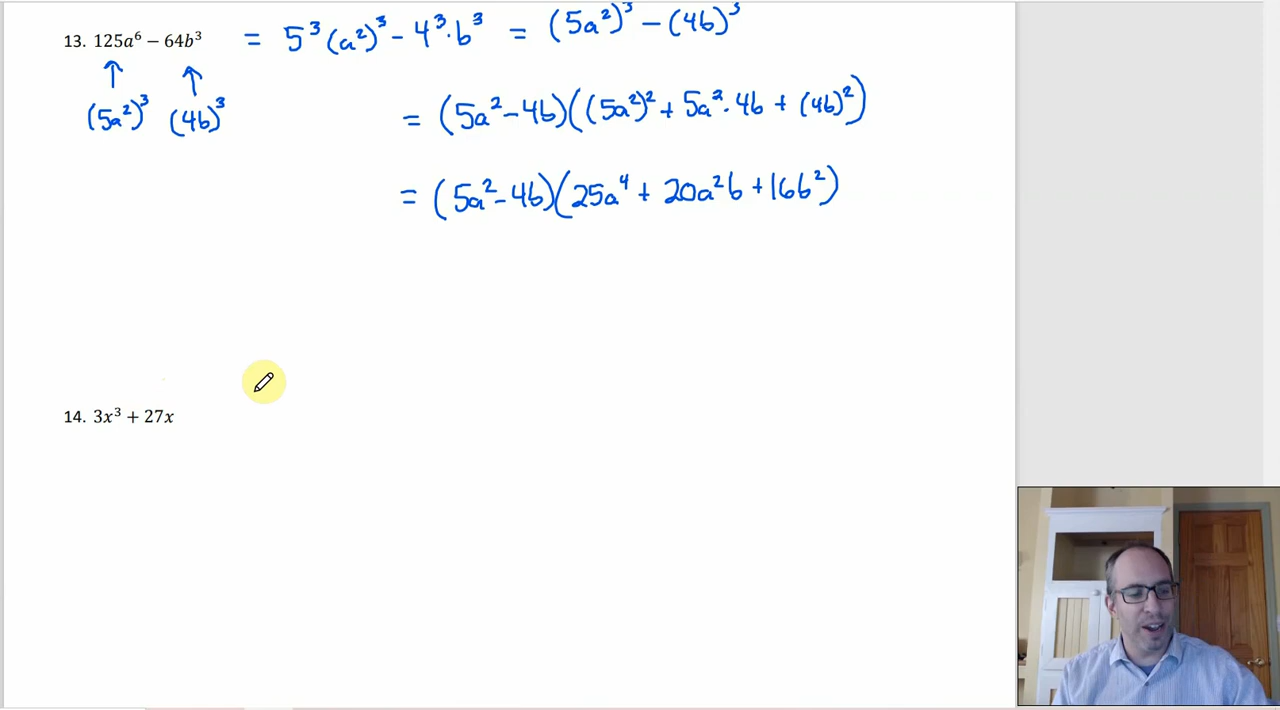 13. 125a⁶ − 64b³ = 5³(a²)³ − 4³·b³ = (5a²)³ − (4b)³
(5a²)³ (4b)³
= (5a² − 4b)((5a²)² + 5a²·4b + (4b)²)
= (5a² − 4b)(25a⁴ + 20a²b + 16b²)
14. 3x³ + 27x